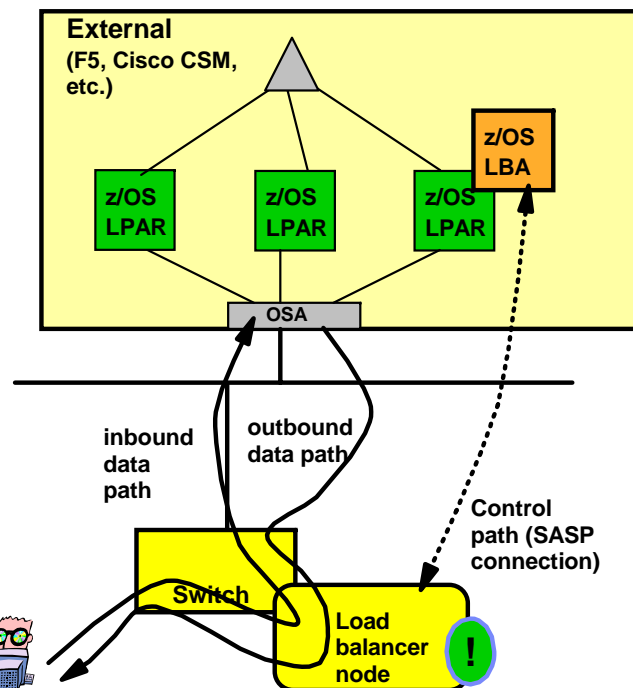 External
(F5, Cisco CSM,
etc.)
z/OS
LBA
z/OS
LPAR
z/OS
LPAR
z/OS
LPAR
OSA
inbound
data
path
outbound
data path
Control
path (SASP
connection)
Switch
Load
balancer
node
!